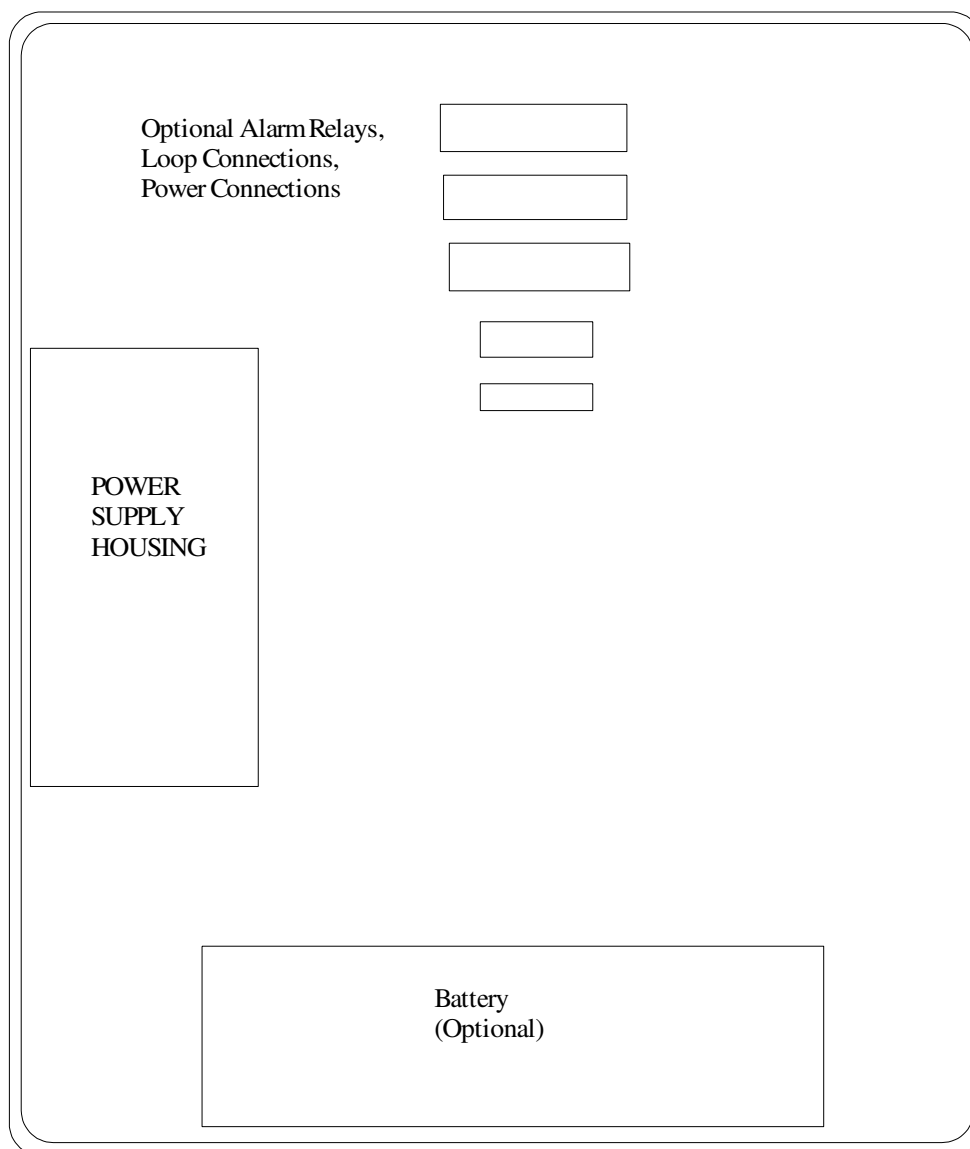 Optional Alarm Relays,
Loop Connections,
Power Connections
POWER
SUPPLY
HOUSING
Battery
(Optional)